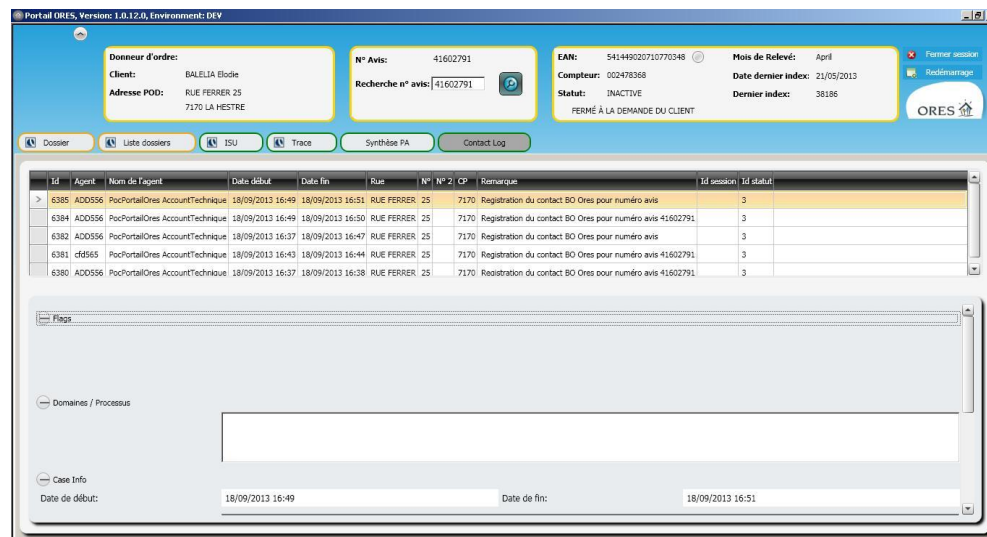 Portail ORES, Version: 1.0.12.0, Environment: DEV
Donneur d'ordre:
Client: BALELIA Elodie
Adresse POD: RUE FERRER 25
7170 LA HESTRE
N° Avis: 41602791
Recherche n° avis: 41602791
EAN: 541449020710770348
Compteur: 002478368
Statut: INACTIVE
FERMÉ À LA DEMANDE DU CLIENT
Mois de Relevé: April
Date dernier index: 21/05/2013
Dernier index: 38186
Fermer session
Redémarrage
ORES
Dossier Liste dossiers ISU Trace Synthèse PA Contact Log
Id Agent Nom de l'agent Date début Date fin Rue N° N° 2 CP Remarque Id session Id statut
> 6385 ADD556 PocPortailOres AccountTechnique 18/09/2013 16:49 18/09/2013 16:51 RUE FERRER 25 7170 Registration du contact BO Ores pour numéro avis 3
6384 ADD556 PocPortailOres AccountTechnique 18/09/2013 16:49 18/09/2013 16:50 RUE FERRER 25 7170 Registration du contact BO Ores pour numéro avis 41602791 3
6382 ADD556 PocPortailOres AccountTechnique 18/09/2013 16:37 18/09/2013 16:47 RUE FERRER 25 7170 Registration du contact BO Ores pour numéro avis 3
6381 cfd565 PocPortailOres AccountTechnique 18/09/2013 16:43 18/09/2013 16:44 RUE FERRER 25 7170 Registration du contact BO Ores pour numéro avis 41602791 3
6380 ADD556 PocPortailOres AccountTechnique 18/09/2013 16:37 18/09/2013 16:38 RUE FERRER 25 7170 Registration du contact BO Ores pour numéro avis 41602791 3
Flags
Domaines / Processus
Case Info
Date de début: 18/09/2013 16:49 Date de fin: 18/09/2013 16:51